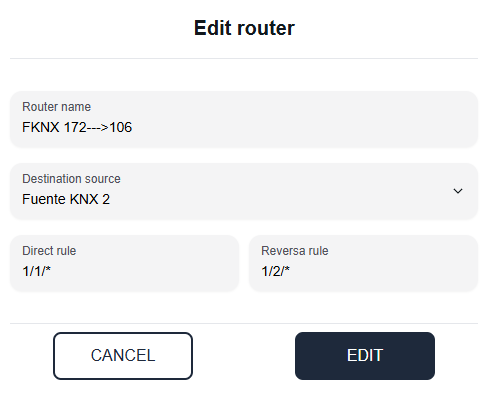 Edit router
Router name
FKNX 172--->106
Destination source
Fuente KNX 2
Direct rule
Reversa rule
1/1/*
1/2/*
CANCEL
EDIT